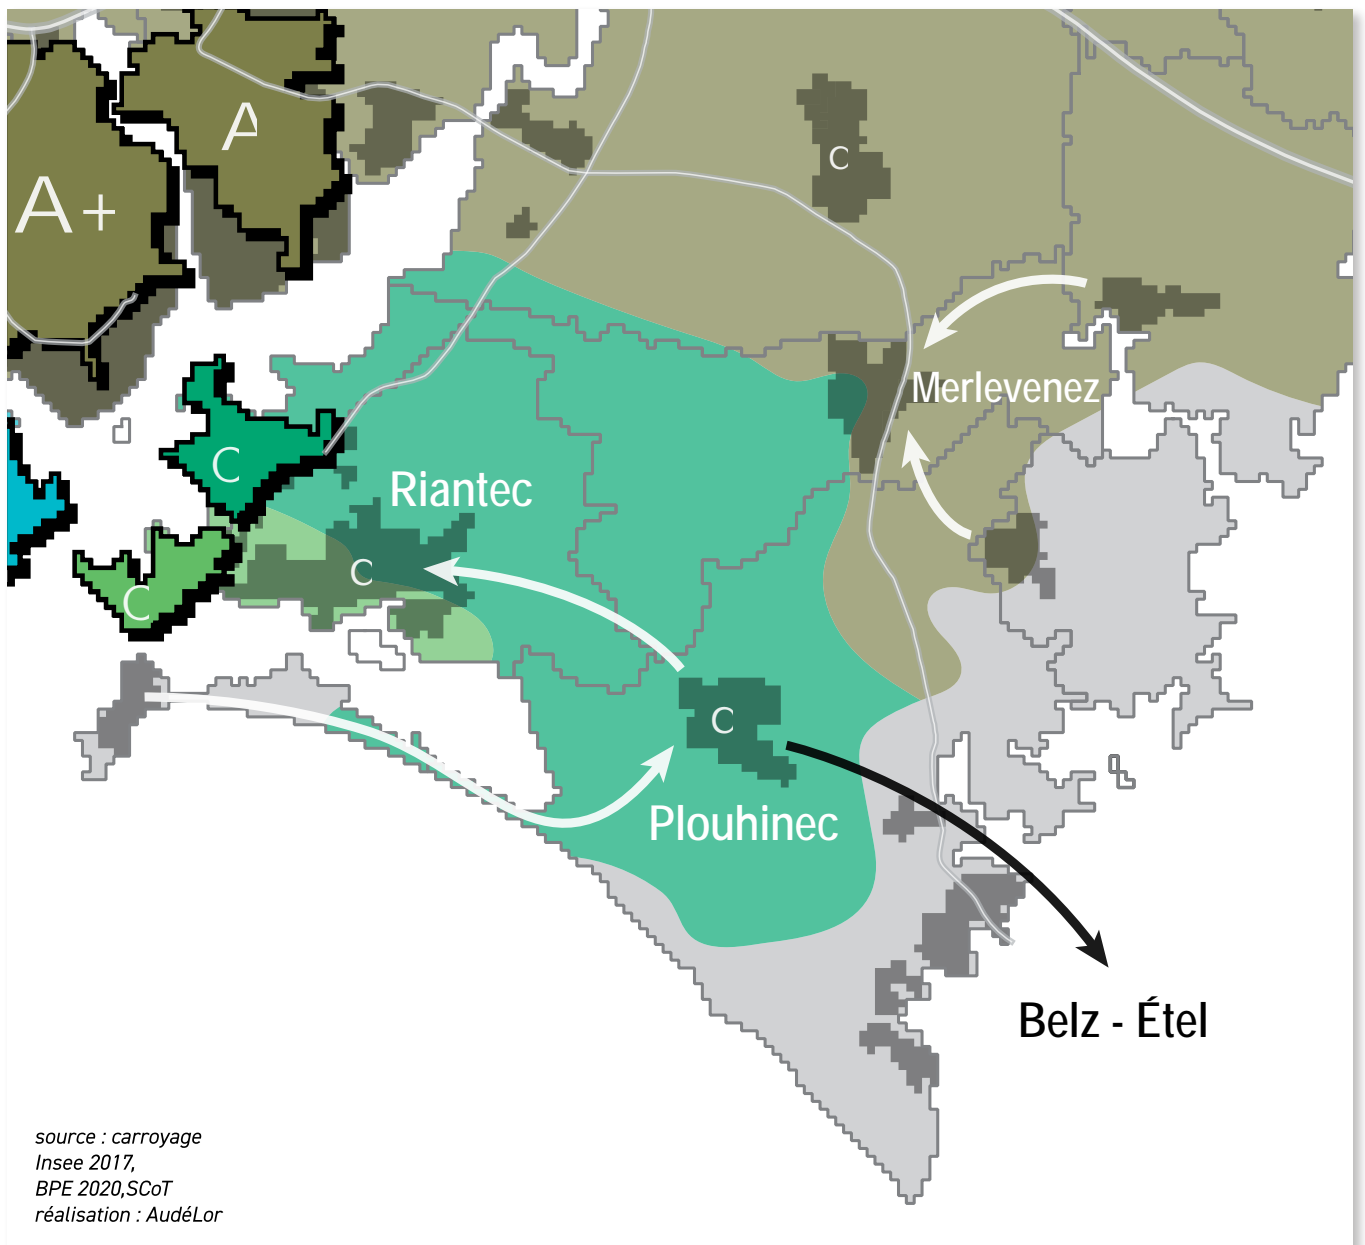 A
C
A+
Merlevenez
C
Riantec
C
C
C
Plouhinec
Belz - Étel
source : carroyage
Insee 2017,
BPE 2020,SCoT
réalisation : AudéLor